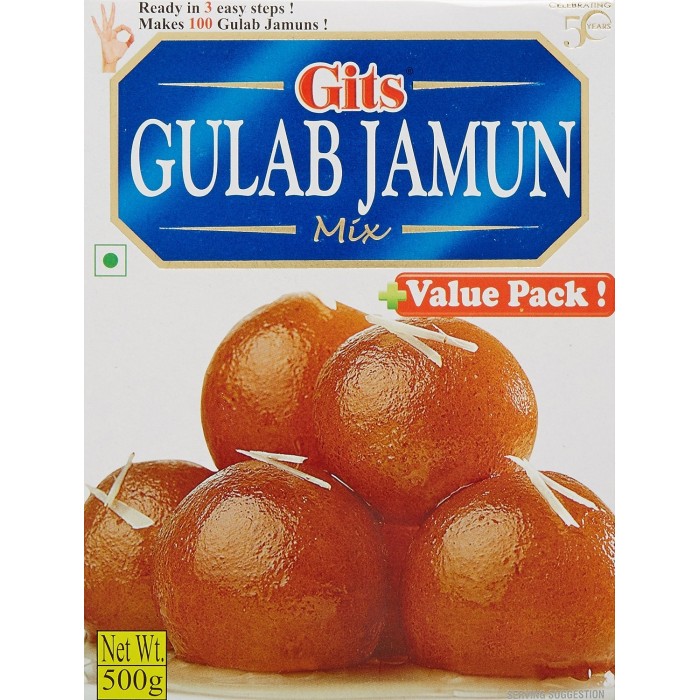 Ready in 3 easy steps !
Makes 100 Gulab Jamuns !
CELEBRATING
50 YEARS
Gits®
GULAB JAMUN
Mix
Value Pack !
Net Wt.
500g
SERVING SUGGESTION